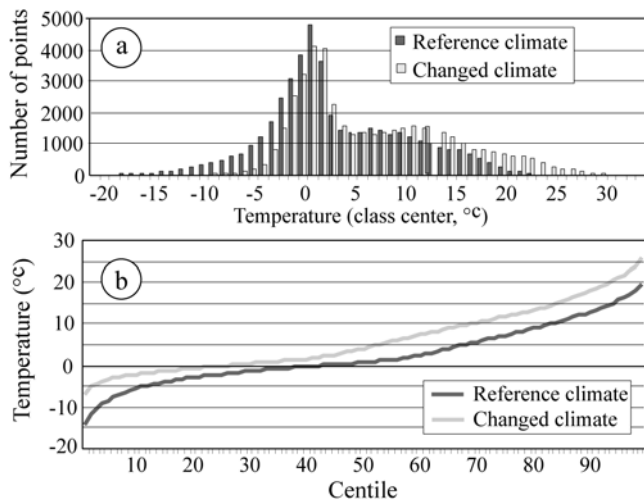 Number of points
5000
4000
3000
2000
1000
0
a
Reference climate
Changed climate
-20 -15 -10 -5 0 5 10 15 20 25 30
Temperature (class center, °c)
Temperature (°c)
30
20
10
0
-10
-20
b
Reference climate
Changed climate
10 20 30 40 50 60 70 80 90
Centile